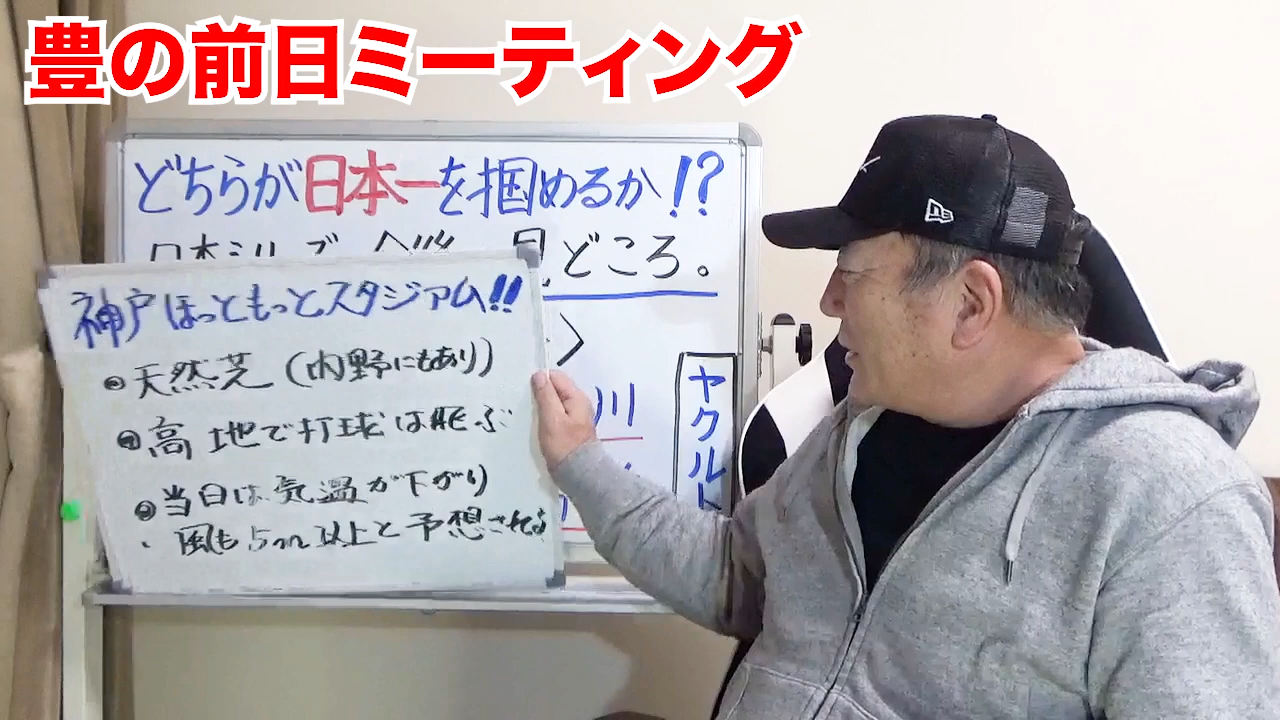 豊の前日ミーティング
どちらが日本一を掴めるか!?
見どころ。
神戸ほっともっとスタジアム!!
天然芝(内野にもあり)
高地で打球は飛ぶ
当日は気温が下がり
・風も5m以上と予想される
川
ヤクルト
NE